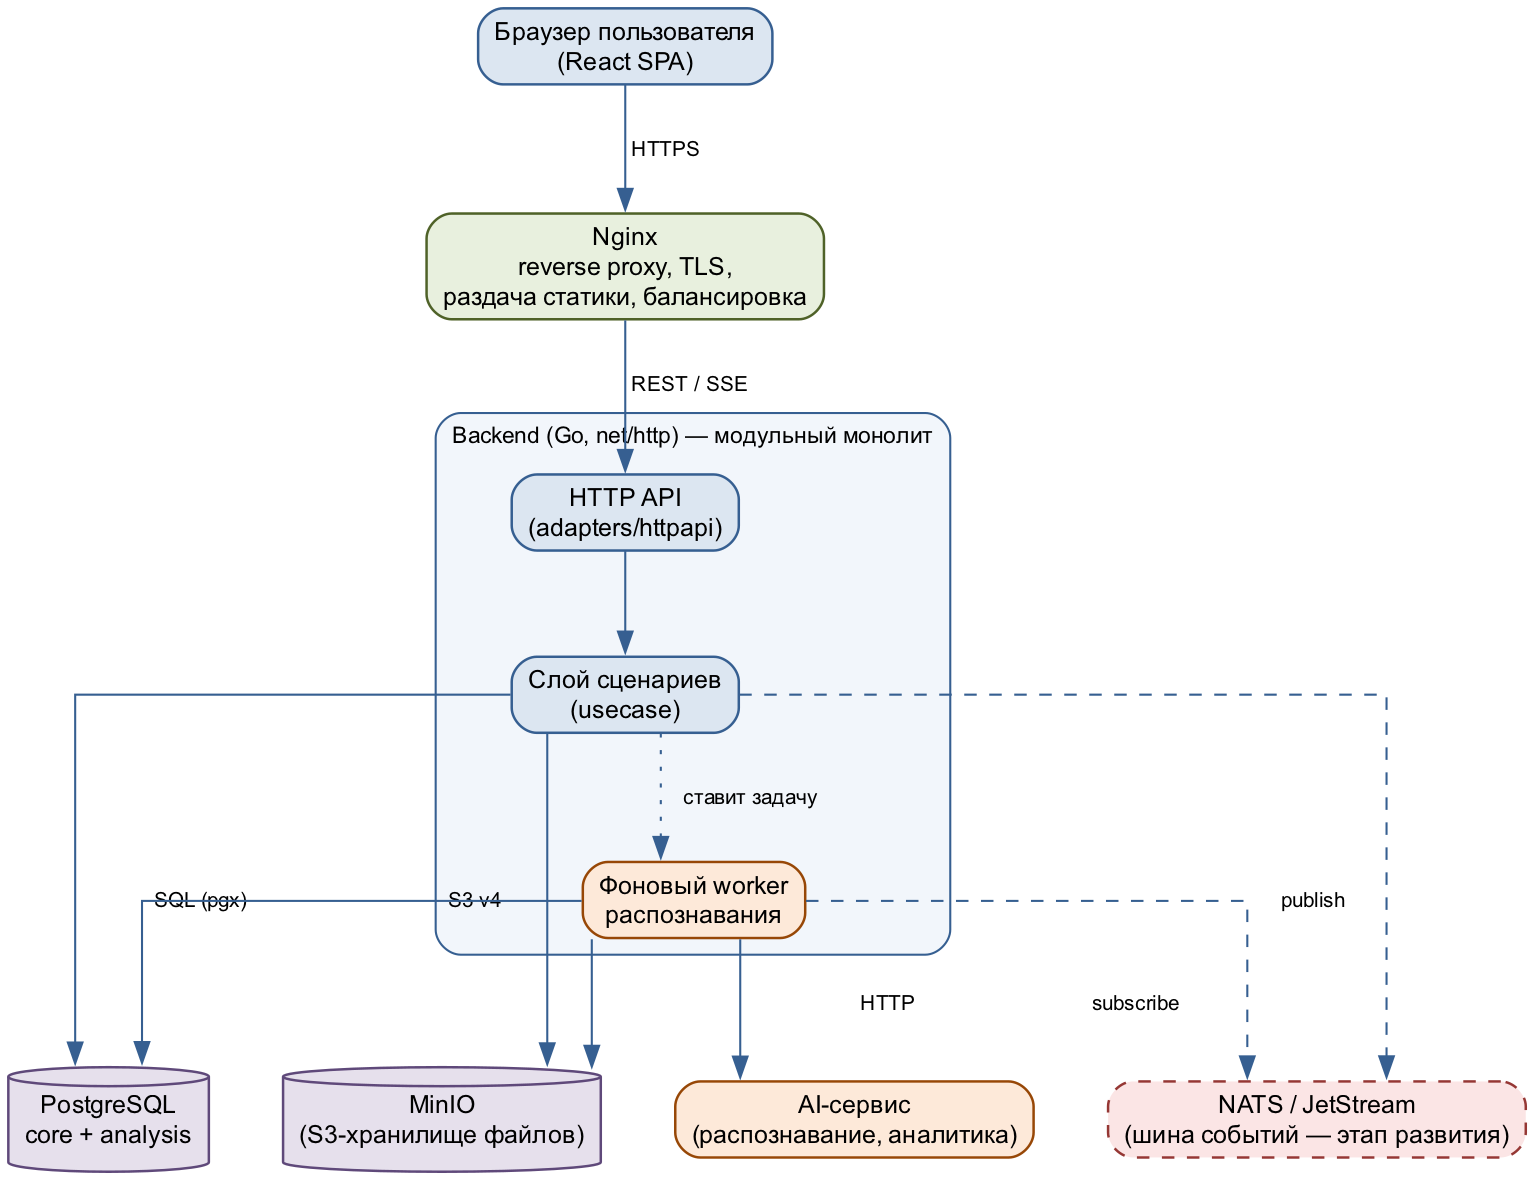 Браузер пользователя
(React SPA)
HTTPS
Nginx
reverse proxy, TLS,
раздача статики, балансировка
REST / SSE
Backend (Go, net/http) — модульный монолит
HTTP API
(adapters/httpapi)
Слой сценариев
(usecase)
ставит задачу
SQL (pgx)
S3 v4
Фоновый worker
распознавания
publish
HTTP
subscribe
PostgreSQL
core + analysis
MinIO
(S3-хранилище файлов)
AI-сервис
(распознавание, аналитика)
NATS / JetStream
(шина событий — этап развития)